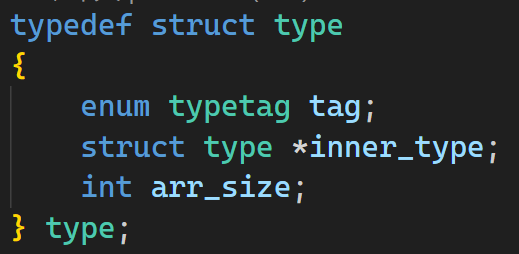 typedef struct type
{
    enum typetag tag;
    struct type *inner_type;
    int arr_size;
} type;